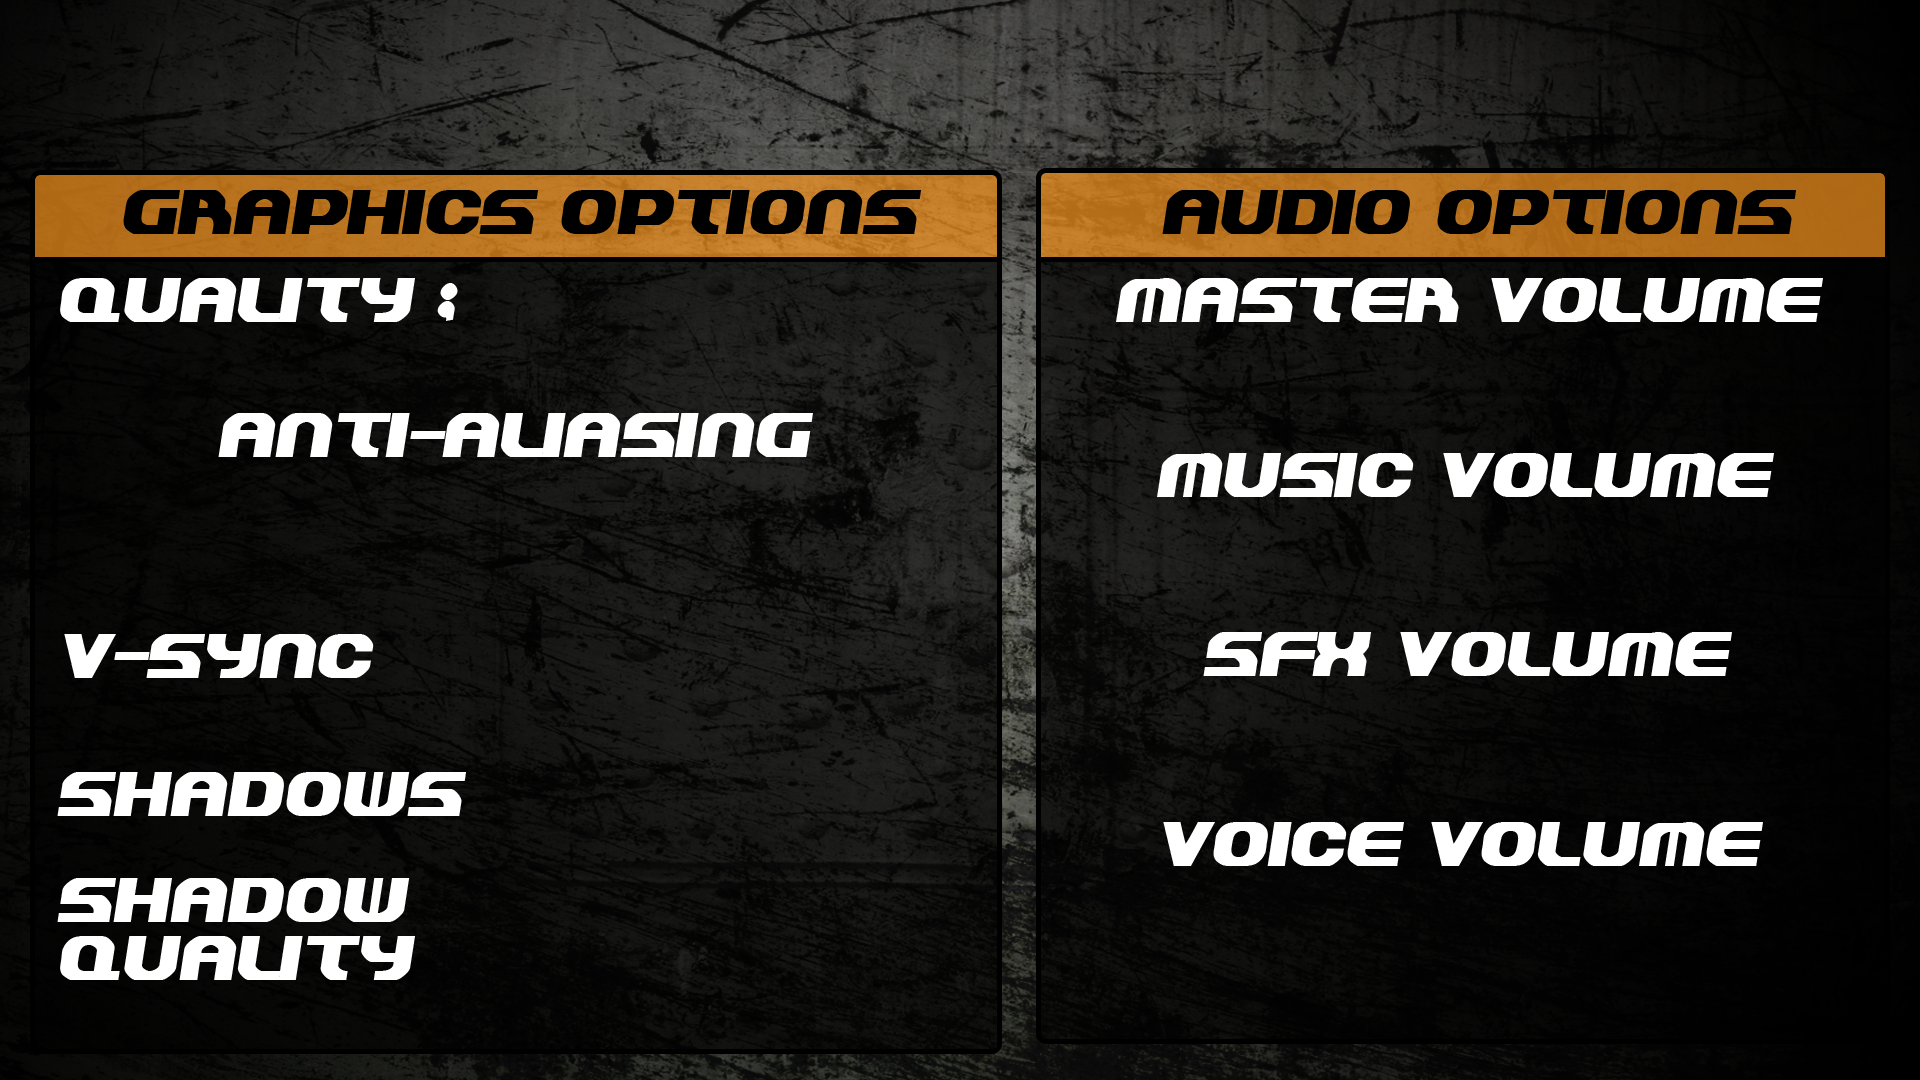 GRAPHICS OPTIONS
QUALITY :
ANTI-ALIASING
V-SYNC
SHADOWS
SHADOW
QUALITY
AUDIO OPTIONS
MASTER VOLUME
MUSIC VOLUME
SFX VOLUME
VOICE VOLUME